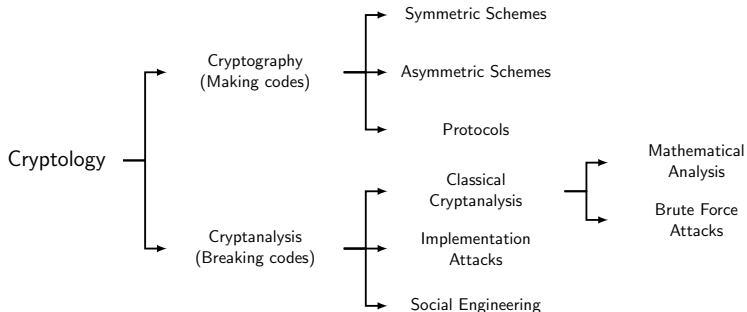 Symmetric Schemes
Cryptography
(Making codes)
Asymmetric Schemes
Protocols
Cryptology
Classical
Cryptanalysis
Mathematical
Analysis
Brute Force
Attacks
Cryptanalysis
(Breaking codes)
Implementation
Attacks
Social Engineering